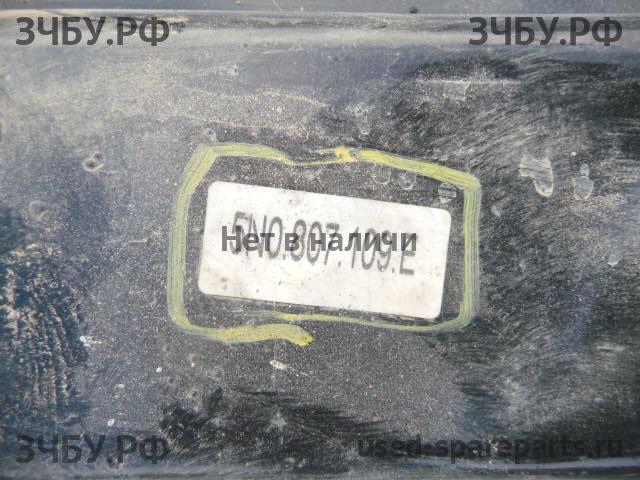 ЗЧБУ.РФ ЗЧБУ.РФ
5N0.807.109.E
Нет в наличи
ЗЧБУ.РФ used-spareparts.ru